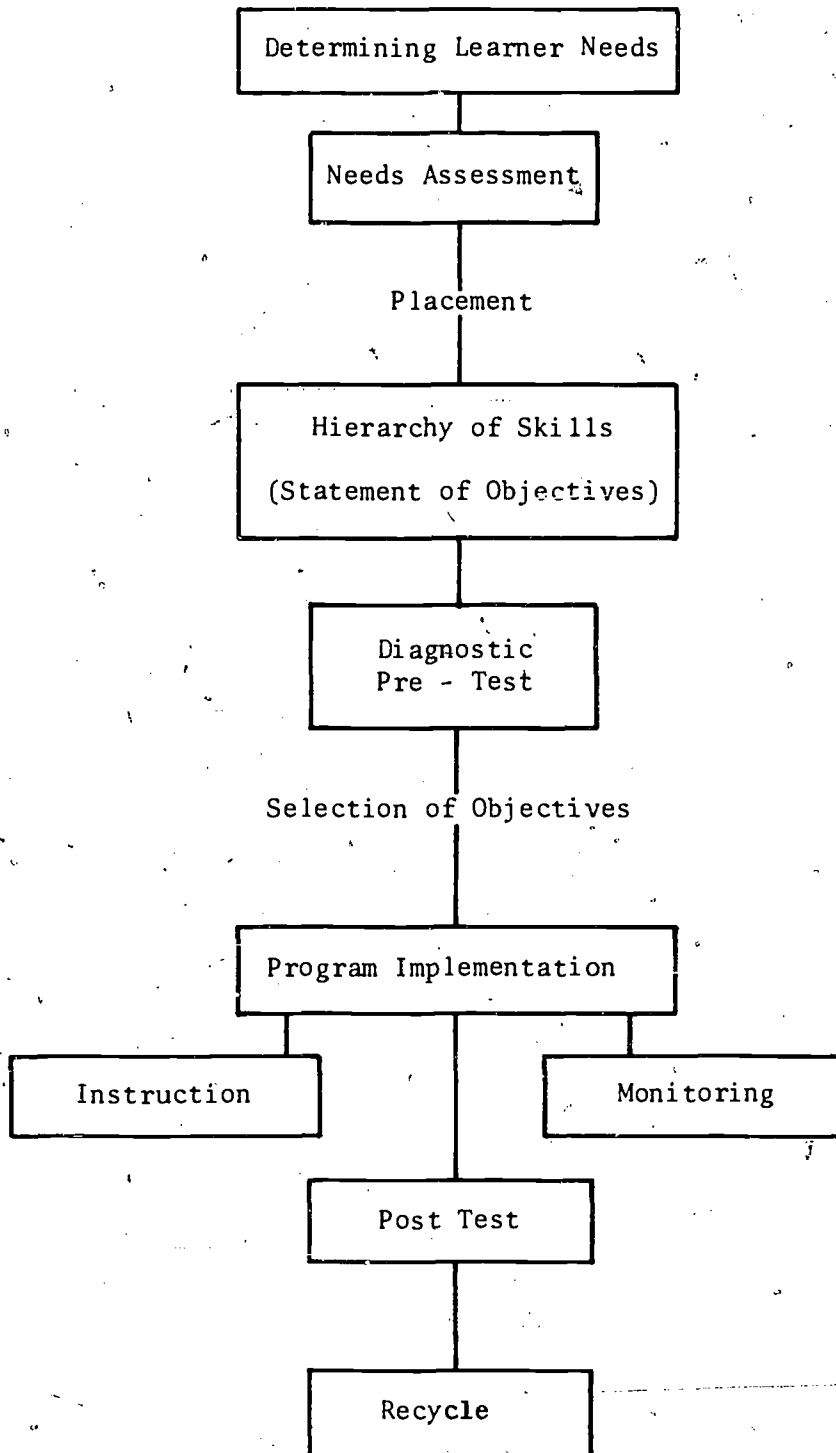 Determining Learner Needs
Needs Assessment
Placement
Hierarchy of Skills
(Statement of Objectives)
Diagnostic
Pre - Test
Selection of Objectives
Program Implementation
Instruction
Monitoring
Post Test
Recycle